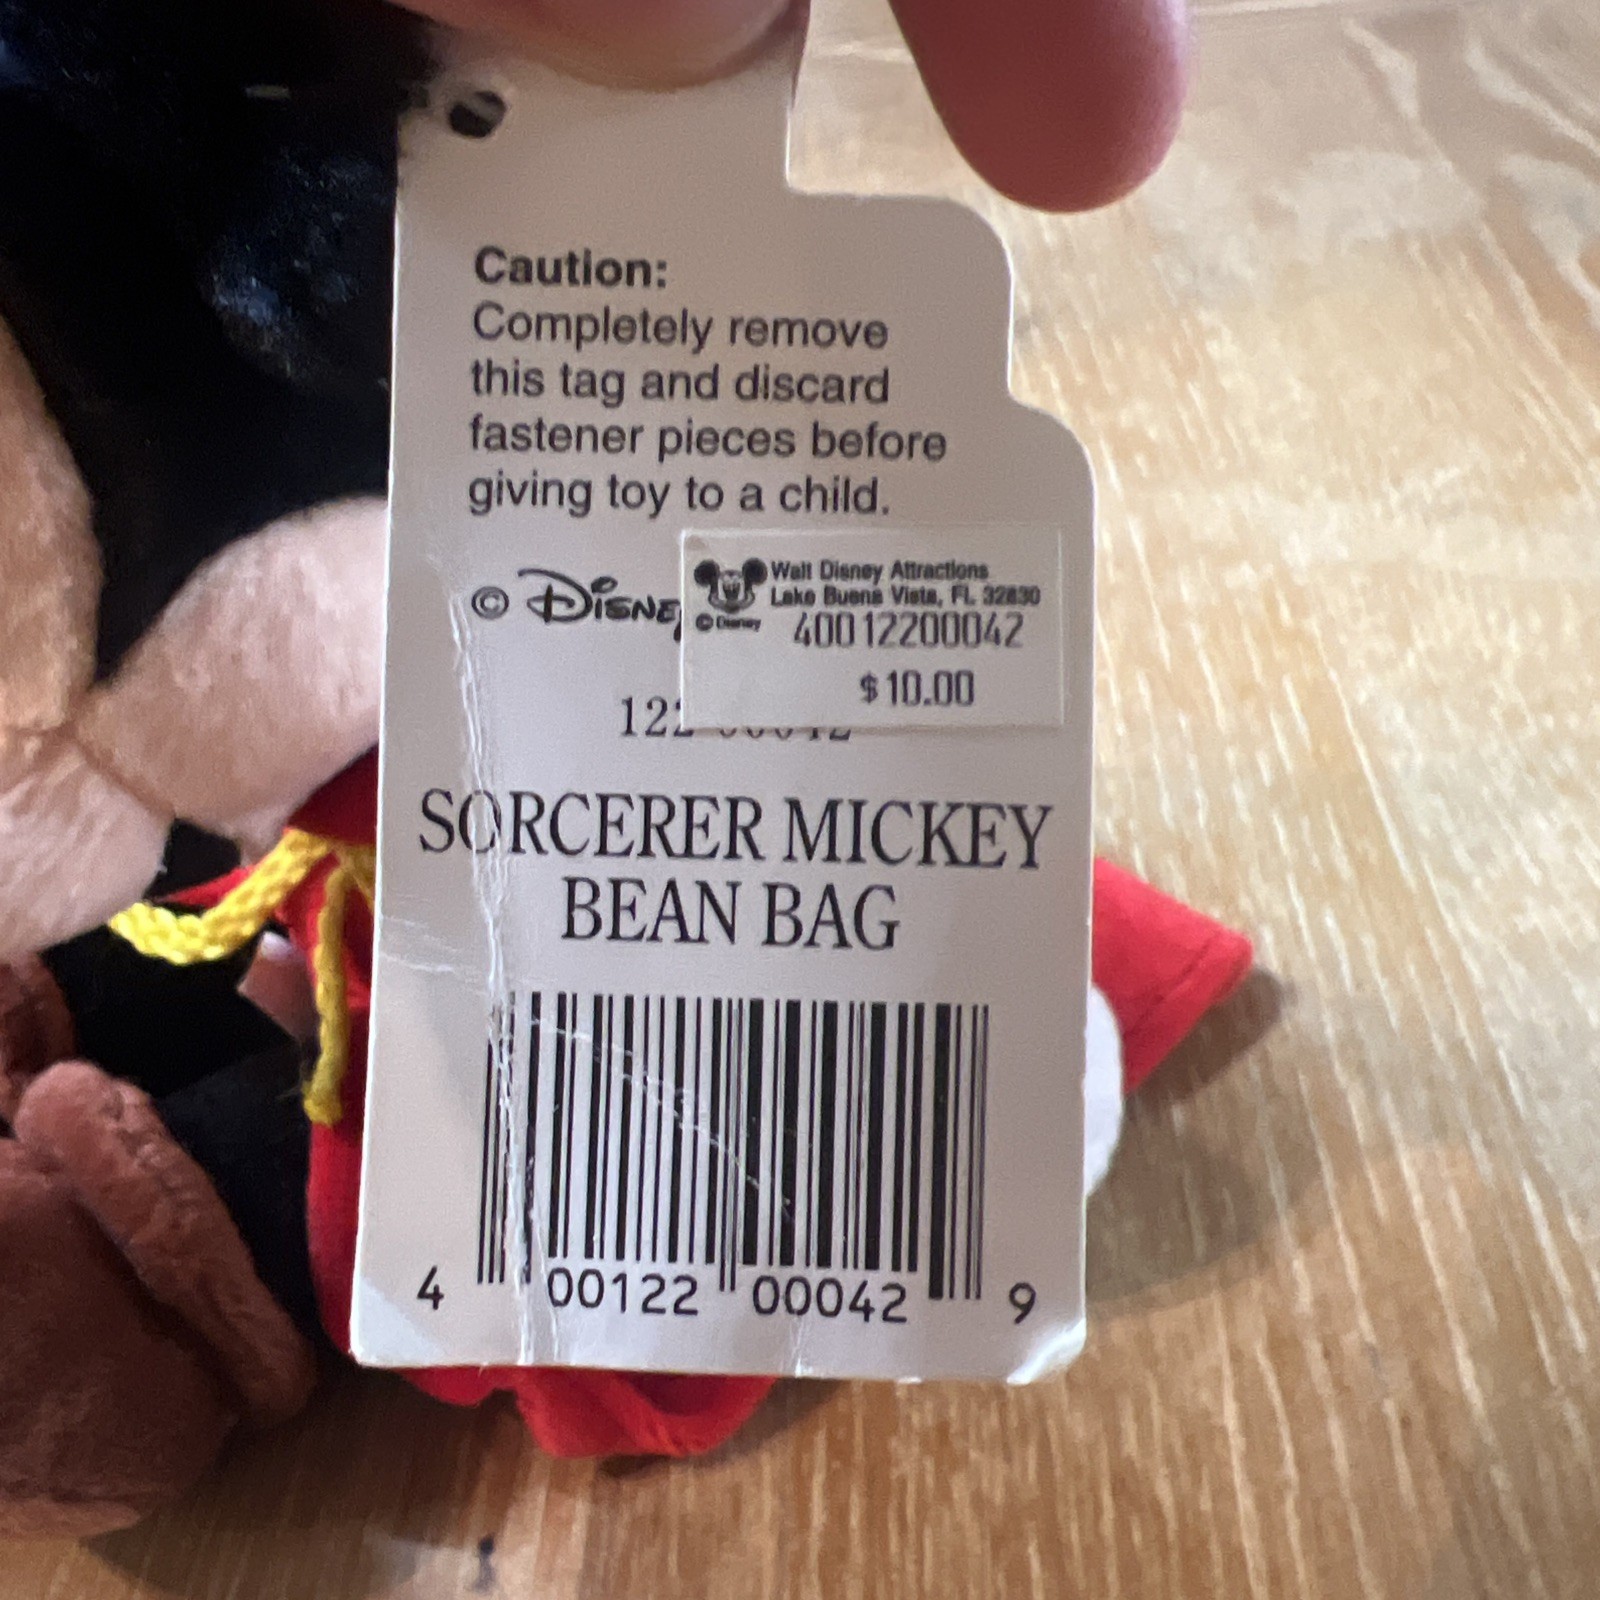 Caution:
Completely remove
this tag and discard
fastener pieces before
giving toy to a child.
© Disney
Walt Disney Attractions
Lake Buena Vista, FL 32830
© Disney
40012200042
$10.00
SORCERER MICKEY
BEAN BAG
4 00122 00042 9